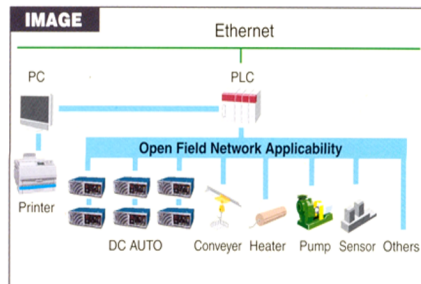 IMAGE
Ethernet
PC
PLC
Open Field Network Applicability
Printer
DC AUTO
Conveyer
Heater
Pump
Sensor
Others